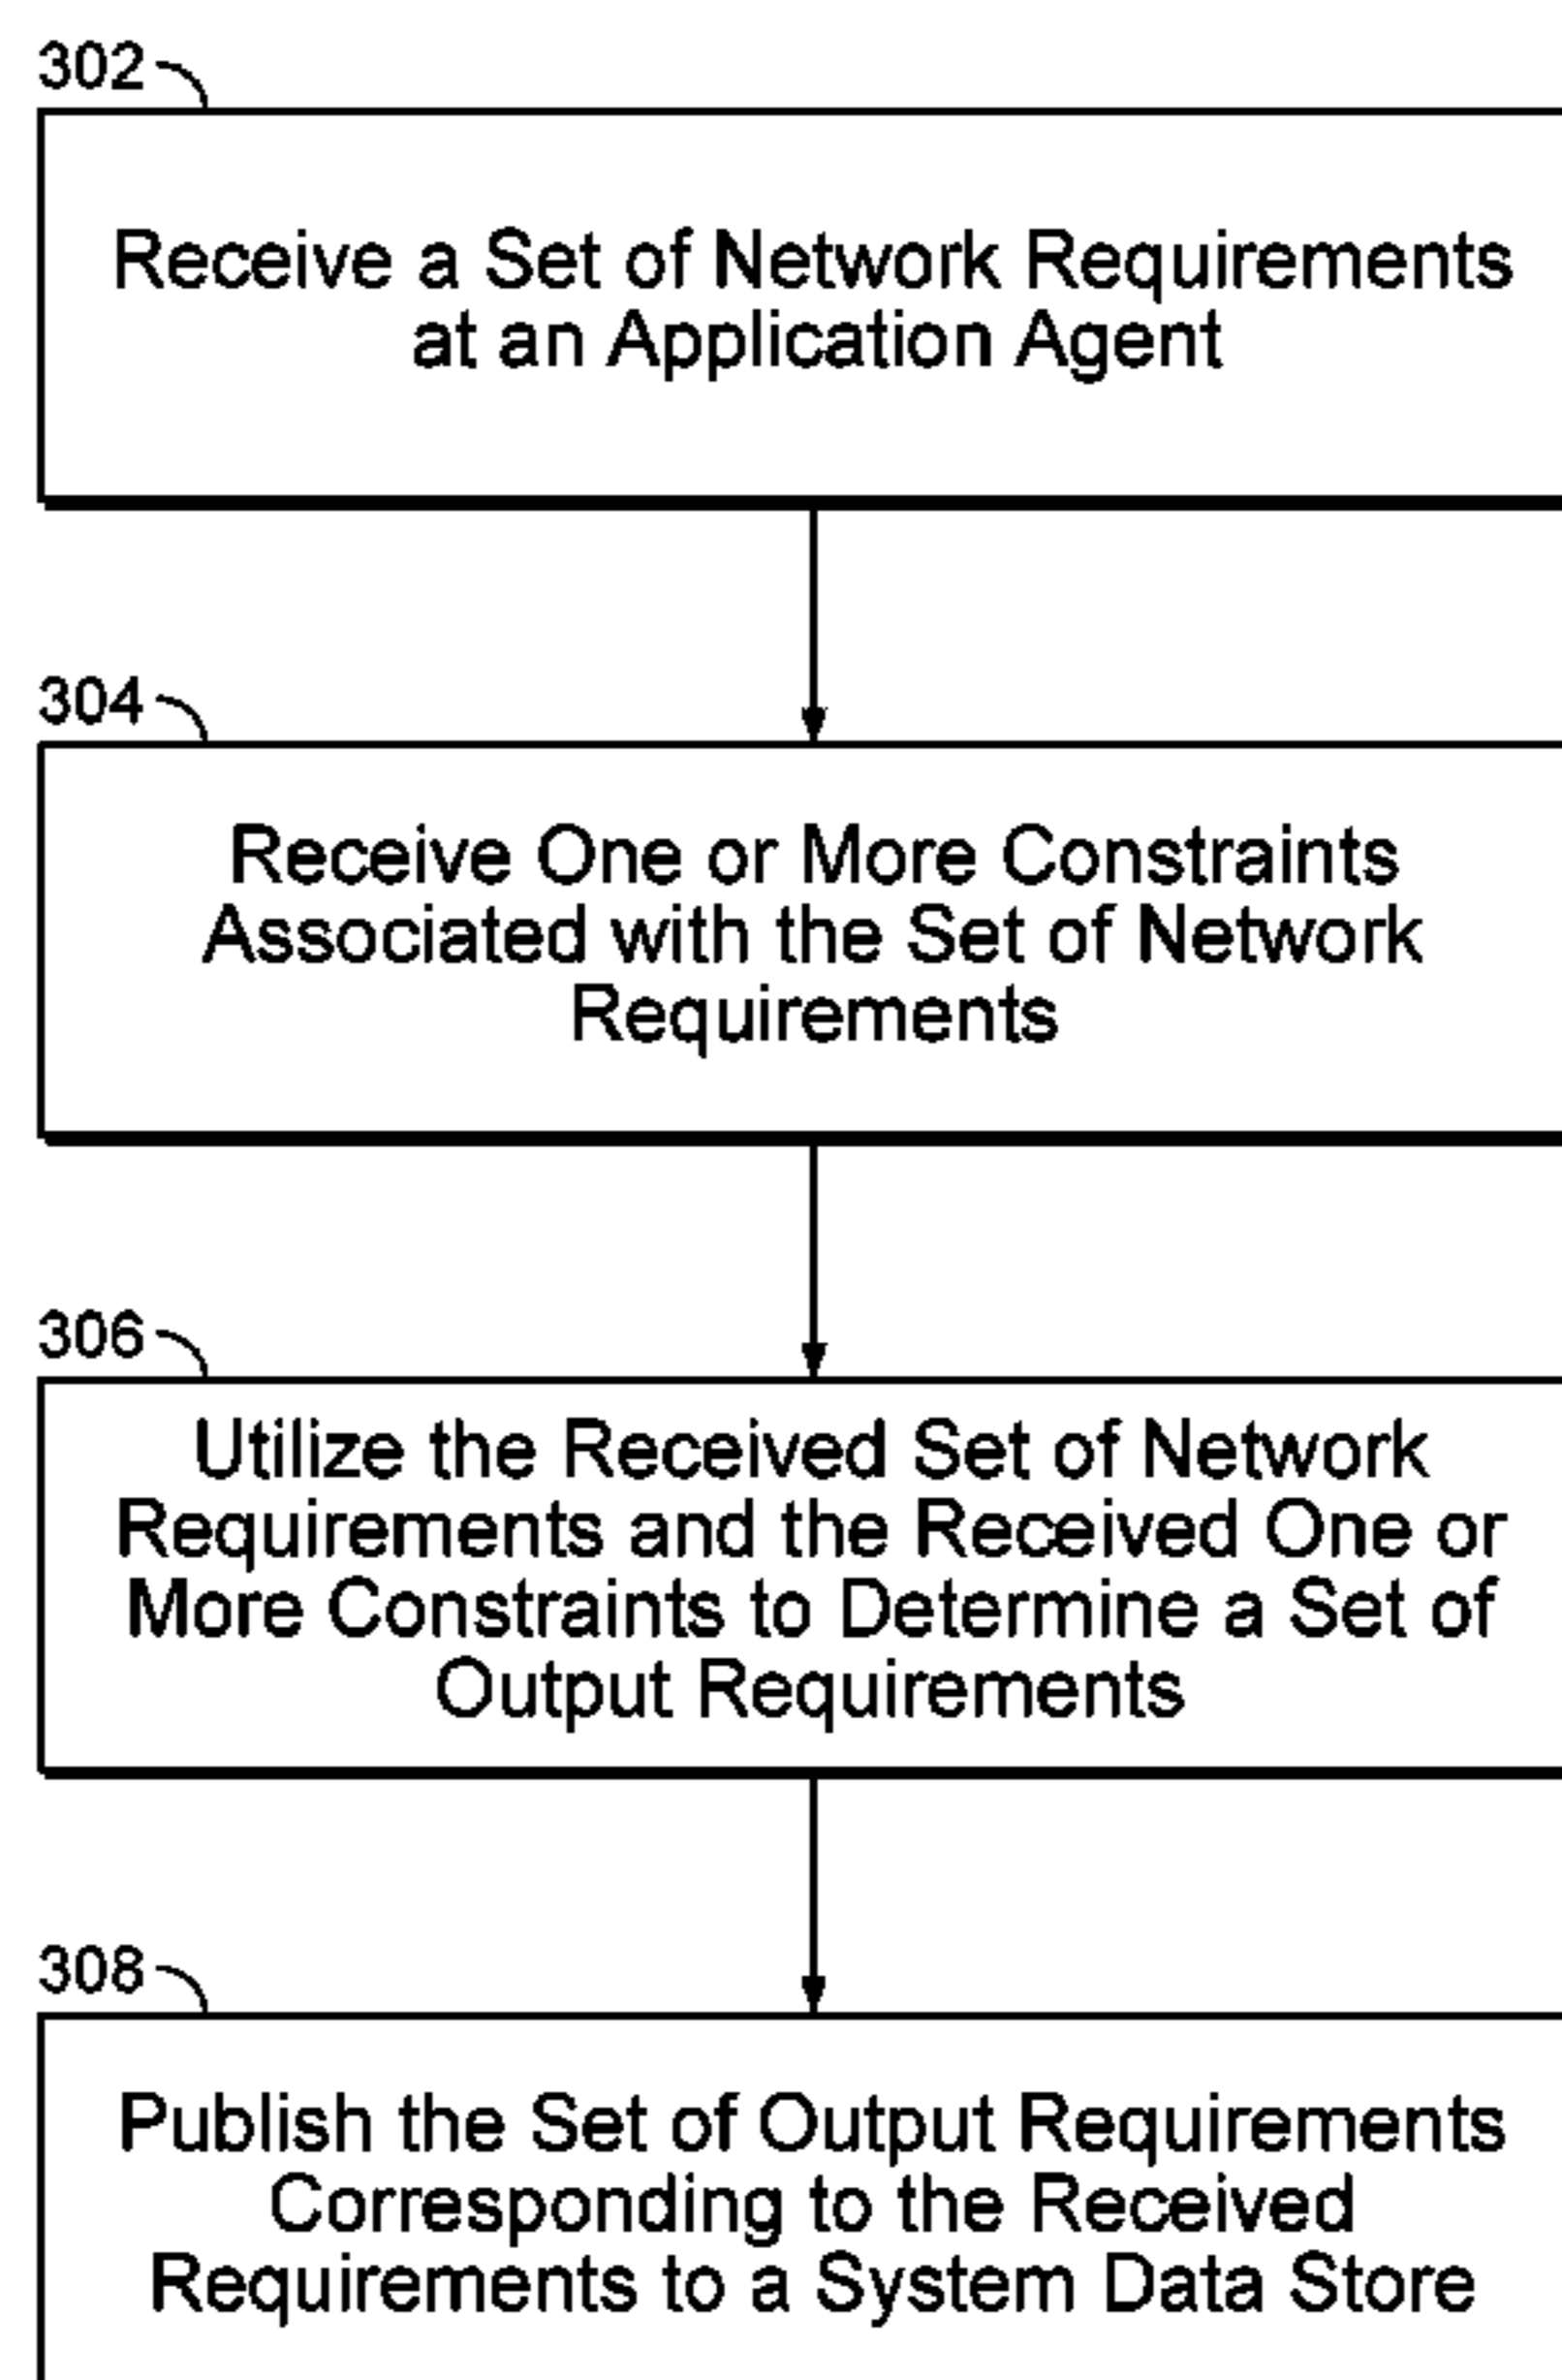 302
Receive a Set of Network Requirements
at an Application Agent
304
Receive One or More Constraints
Associated with the Set of Network
Requirements
306
Utilize the Received Set of Network
Requirements and the Received One or
More Constraints to Determine a Set of
Output Requirements
308
Publish the Set of Output Requirements
Corresponding to the Received
Requirements to a System Data Store